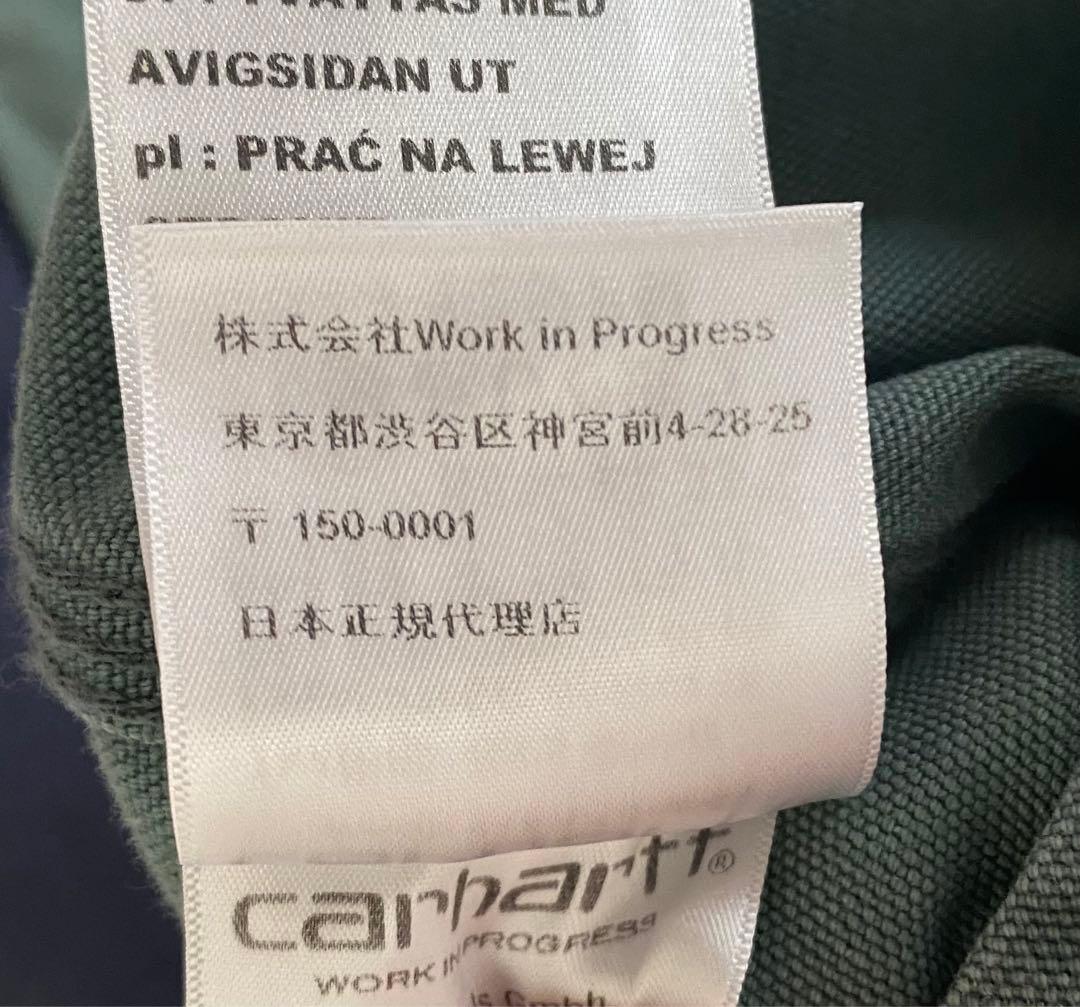 TVÄTTAS MED
AVIGSIDAN UT
pl : PRAĆ NA LEWEJ
株式会社Work in Progress
東京都渋谷区神宮前4-28-25
〒 150-0001
日本正規代理店
carhartt®
WORK IN PROGRESS